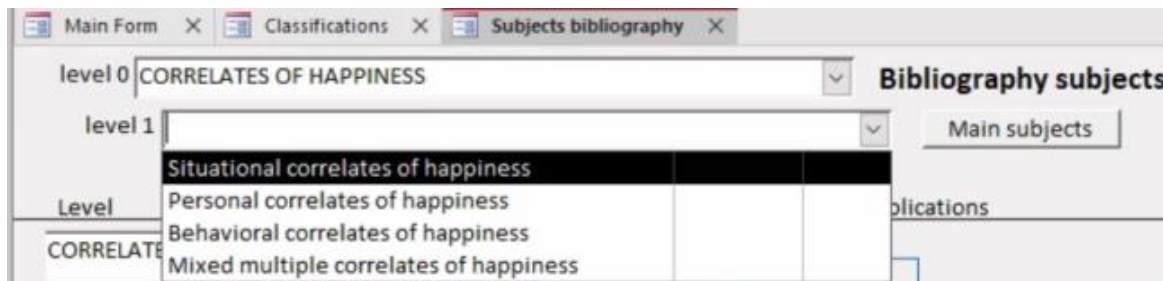 Main Form Classifications Subjects bibliography
level 0 CORRELATES OF HAPPINESS Bibliography subjects
level 1 Main subjects
Situational correlates of happiness
Personal correlates of happiness
Level plications
Behavioral correlates of happiness
CORRELATE
Mixed multiple correlates of happiness